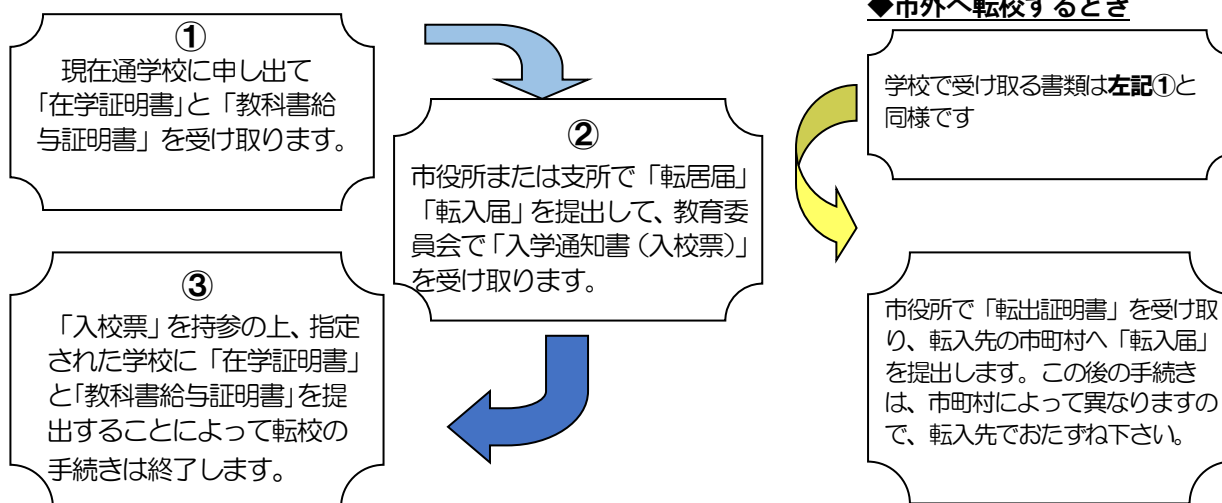 ①
現在通学校に申し出て
「在学証明書」と「教科書給
与証明書」を受け取ります。
②
市役所または支所で「転居届」
「転入届」を提出して、教育委
員会で「入学通知書（入校票）」
を受け取ります。
③
「入校票」を持参の上、指定
された学校に「在学証明書」
と「教科書給与証明書」を提
出することによって転校の
手続きは終了します。
◆市外へ転校するとき
学校で受け取る書類は左記①と
同様です
市役所で「転出証明書」を受け取
り、転入先の市町村へ「転入届」
を提出します。この後の手続き
は、市町村によって異なりますの
で、転入先でおたずね下さい。